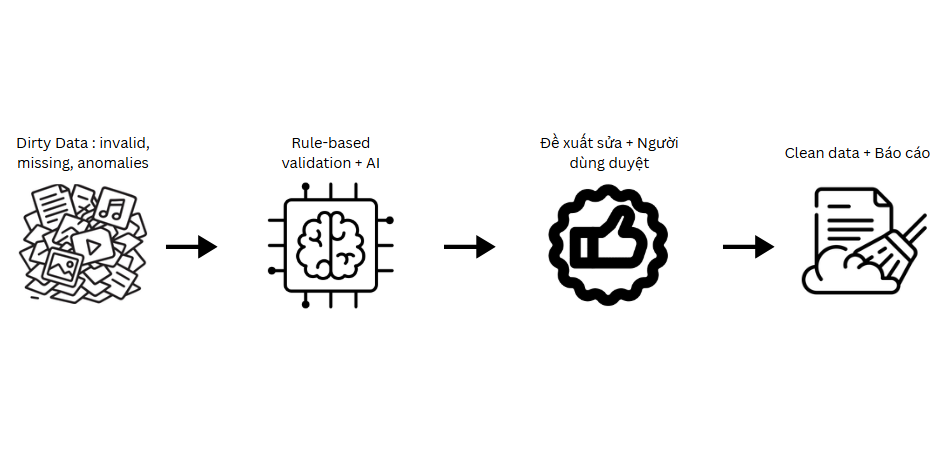 Dirty Data : invalid,
missing, anomalies
Rule-based
validation + AI
Đề xuất sửa + Người
dùng duyệt
Clean data + Báo cáo